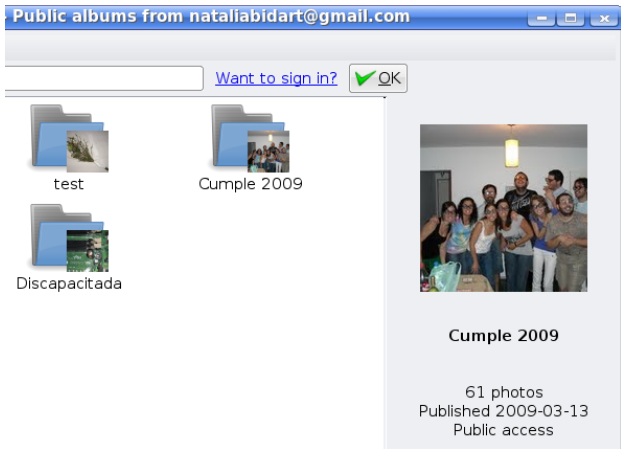 Public albums from nataliabidart@gmail.com
Want to sign in? OK
test
Cumple 2009
Discapacitada
Cumple 2009
61 photos
Published 2009-03-13
Public access